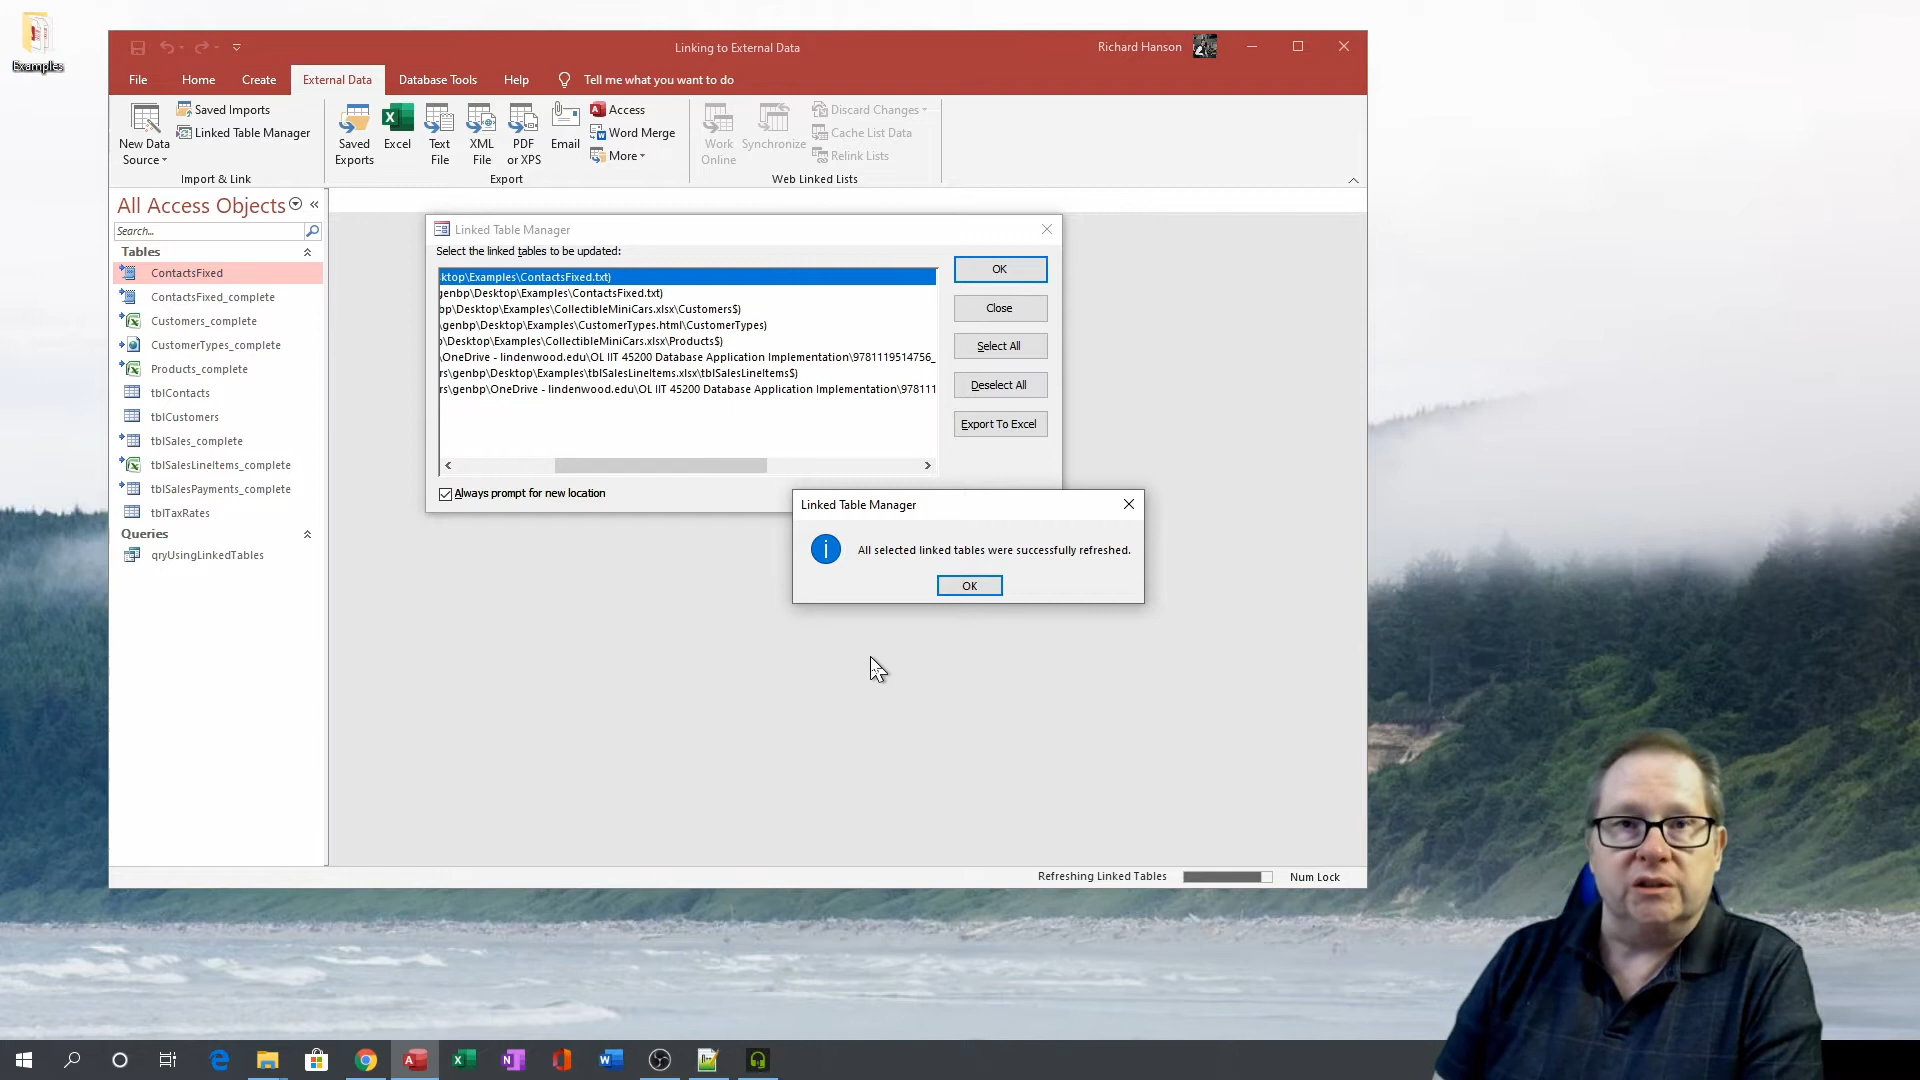 Examples
Linking to External Data
Richard Hanson
File
Home
Create
External Data
Database Tools
Help
Tell me what you want to do
New Data
Source
Saved Imports
Linked Table Manager
Import & Link
Saved
Exports
Excel
Text
File
XML
File
PDF
or XPS
Email
Access
Word Merge
More
Export
Work
Online
Synchronize
Discard Changes
Cache List Data
Relink Lists
Web Linked Lists
All Access Objects
Search...
Tables
ContactsFixed
ContactsFixed_complete
Customers_complete
CustomerTypes_complete
Products_complete
tblContacts
tblCustomers
tblSales_complete
tblSalesLineItems_complete
tblSalesPayments_complete
tblTaxRates
Queries
qryUsingLinkedTables
Linked Table Manager
Select the linked tables to be updated:
ktop\Examples\ContactsFixed.txt)
genbp\Desktop\Examples\ContactsFixed.txt)
bp\Desktop\Examples\CollectibleMiniCars.xlsx\Customers$)
\genbp\Desktop\Examples\CustomerTypes.html\CustomerTypes)
\Desktop\Examples\CollectibleMiniCars.xlsx\Products$)
\OneDrive - lindenwood.edu\OL IIT 45200 Database Application Implementation\9781119514756_
rs\genbp\Desktop\Examples\tblSalesLineItems.xlsx\tblSalesLineItems$)
rs\genbp\OneDrive - lindenwood.edu\OL IIT 45200 Database Application Implementation\978111
OK
Close
Select All
Deselect All
Export To Excel
Always prompt for new location
Linked Table Manager
All selected linked tables were successfully refreshed.
OK
Refreshing Linked Tables
Num Lock